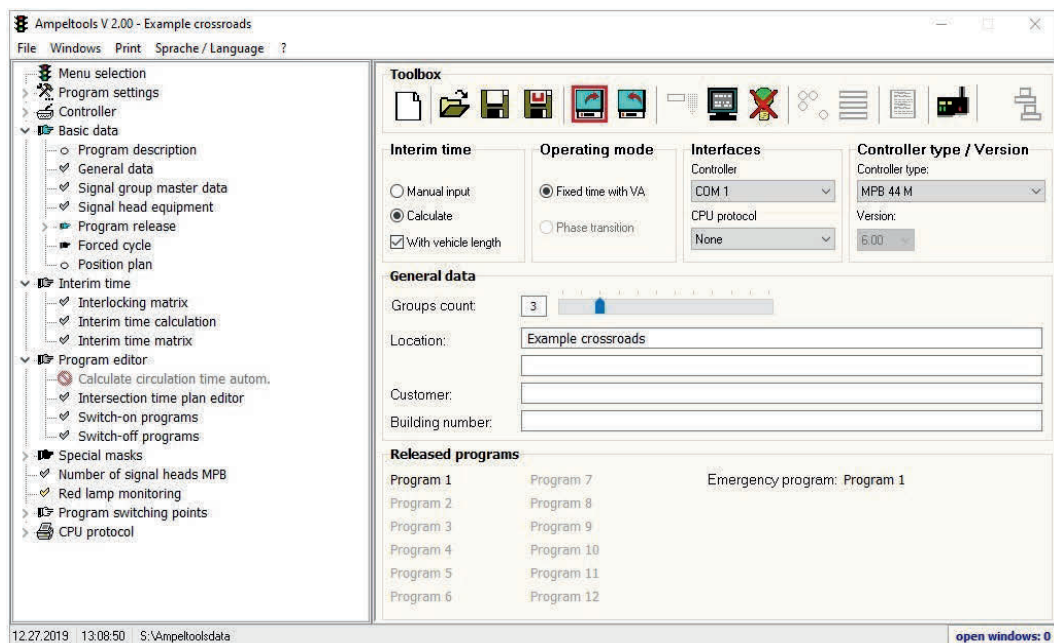 Ampeltools V 2.00 - Example crossroads
File Windows Print Sprache / Language ?
Menu selection
Program settings
Controller
Basic data
Program description
General data
Signal group master data
Signal head equipment
Program release
Forced cycle
Position plan
Interim time
Interlocking matrix
Interim time calculation
Interim time matrix
Program editor
Calculate circulation time autom.
Intersection time plan editor
Switch-on programs
Switch-off programs
Special masks
Number of signal heads MPB
Red lamp monitoring
Program switching points
CPU protocol
Toolbox
Interim time
Manual input
Calculate
With vehicle length
Operating mode
Fixed time with VA
Phase transition
Interfaces
Controller
COM 1
CPU protocol
None
Controller type / Version
Controller type:
MPB 44 M
Version:
6.00
General data
Groups count: 3
Location: Example crossroads
Customer:
Building number:
Released programs
Program 1 Program 7 Emergency program: Program 1
Program 2 Program 8
Program 3 Program 9
Program 4 Program 10
Program 5 Program 11
Program 6 Program 12
12.27.2019 13:08:50 S:\Ampeltoolsdata open windows: 0